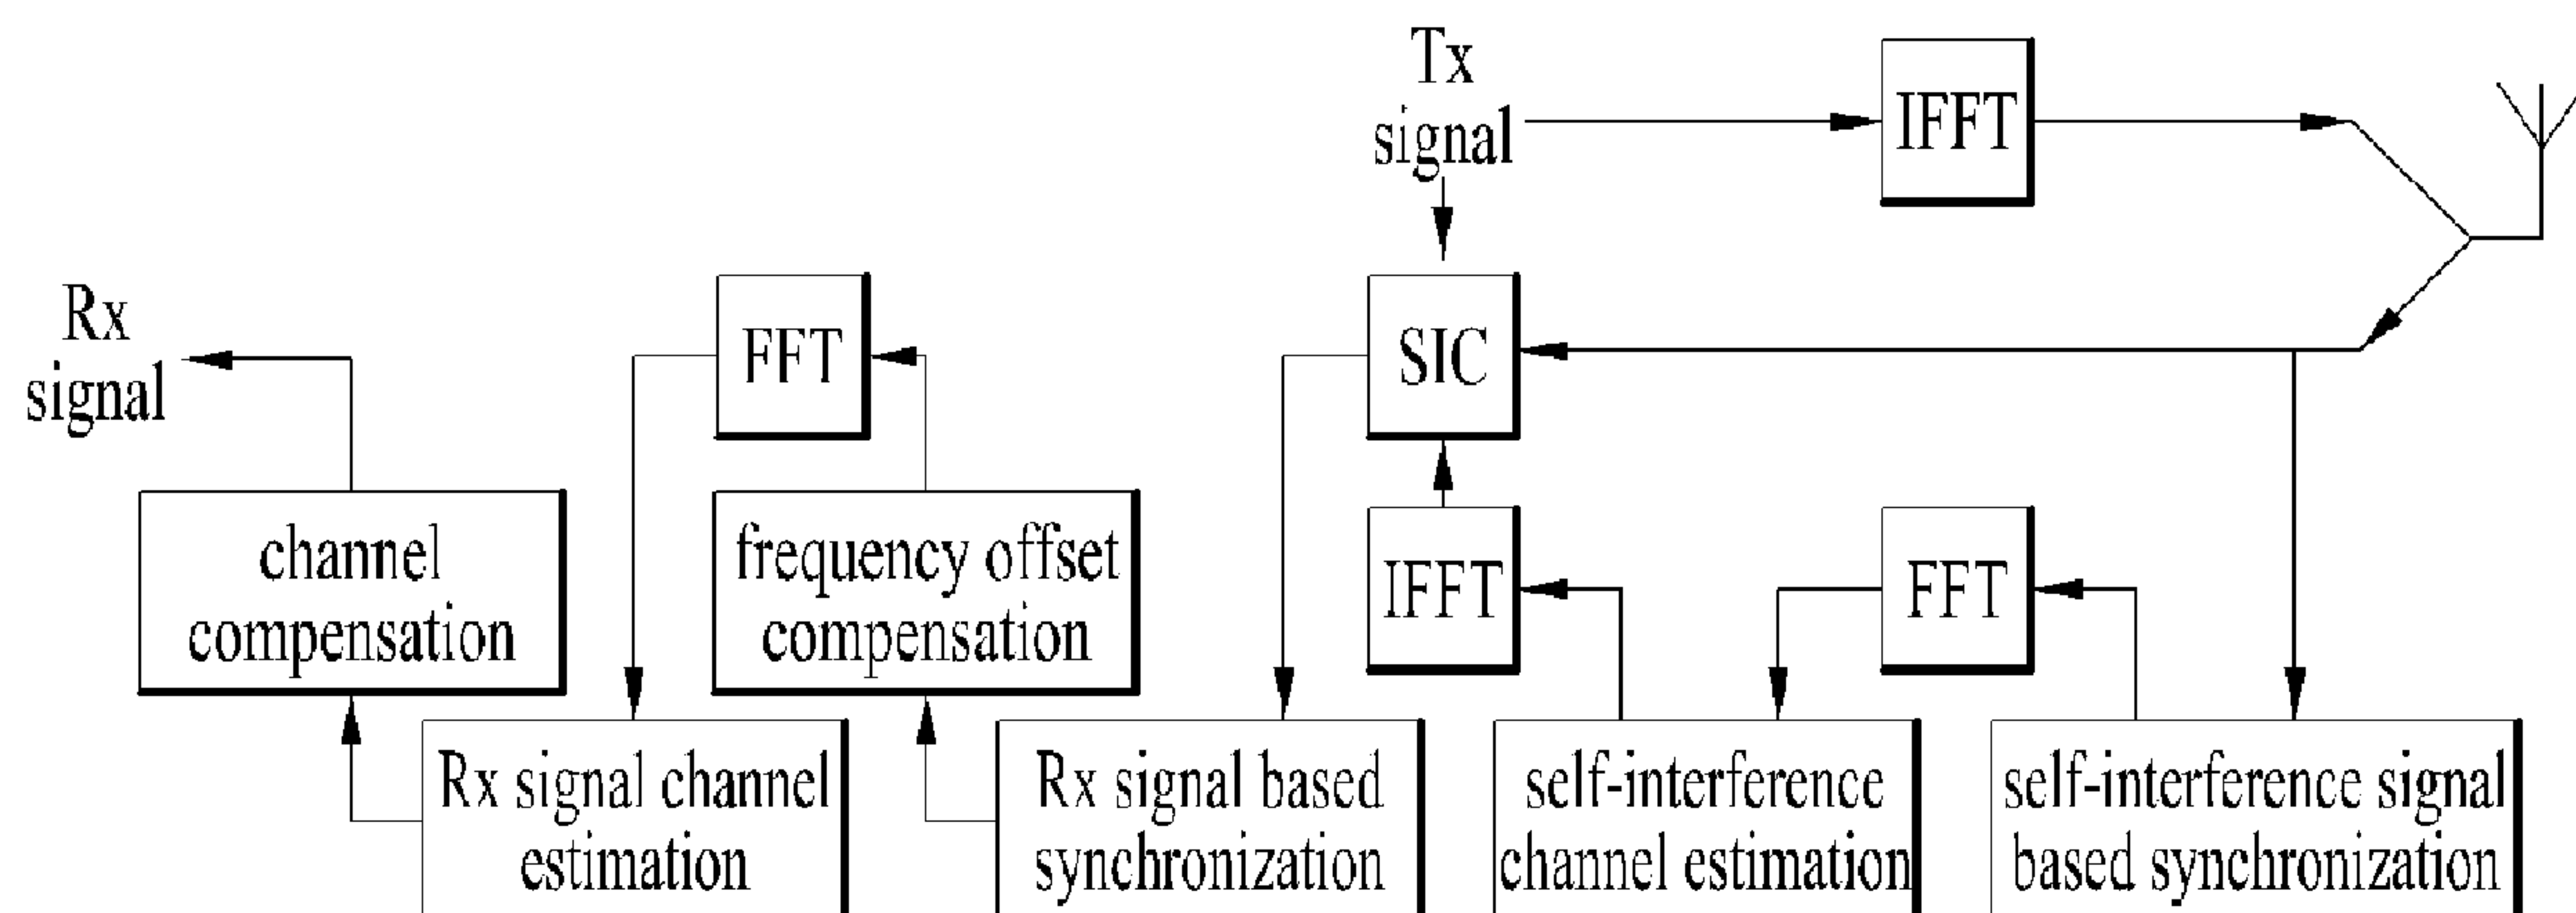 Tx
signal
IFFT
Rx
signal
FFT
SIC
channel
compensation
frequency offset
compensation
IFFT
FFT
Rx signal channel
estimation
Rx signal based
synchronization
self-interference
channel estimation
self-interference signal
based synchronization